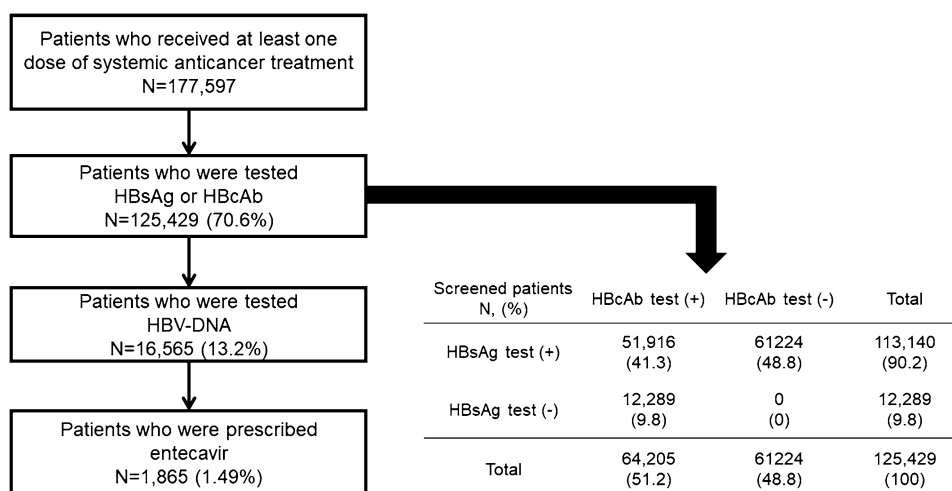 Patients who received at least one
dose of systemic anticancer treatment
N=177,597
Patients who were tested
HBsAg or HBcAb
N=125,429 (70.6%)
Patients who were tested
HBV-DNA
N=16,565 (13.2%)
Patients who were prescribed
entecavir
N=1,865 (1.49%)
Screened patients
N, (%)
HBcAb test (+)
HBcAb test (-)
Total
HBsAg test (+)
51,916
(41.3)
61224
(48.8)
113,140
(90.2)
HBsAg test (-)
12,289
(9.8)
0
(0)
12,289
(9.8)
Total
64,205
(51.2)
61224
(48.8)
125,429
(100)